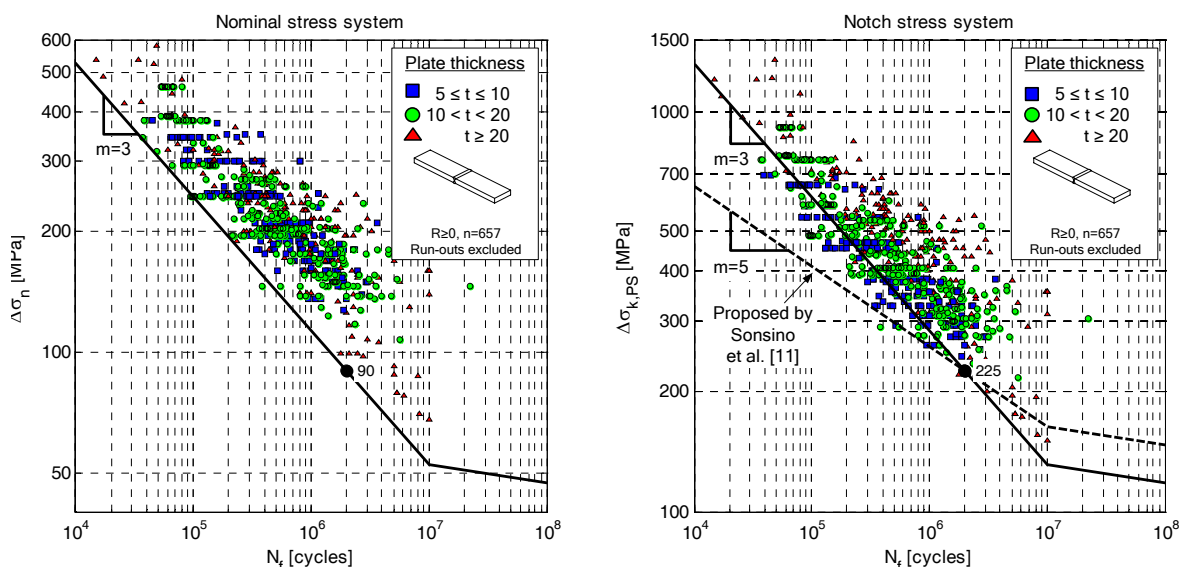 Nominal stress system
600
500
400
300
200
100
50
Δσn [MPa]
Plate thickness
5 ≤ t ≤ 10
10 < t < 20
t ≥ 20
R≥0, n=657
Run-outs excluded
m=3
90
10^4
10^5
10^6
10^7
10^8
Nf [cycles]
Notch stress system
1500
1000
700
500
400
300
200
100
Δσk,PS [MPa]
Plate thickness
5 ≤ t ≤ 10
10 < t < 20
t ≥ 20
R≥0, n=657
Run-outs excluded
m=3
m=5
Proposed by
Sonsino
et al. [11]
225
10^4
10^5
10^6
10^7
10^8
Nf [cycles]